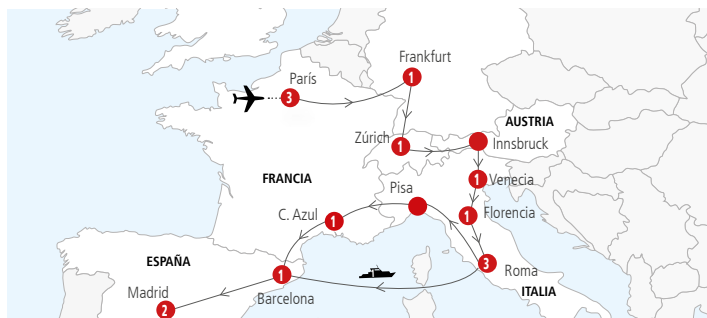 Frankfurt
1
París
3
AUSTRIA
Zúrich
1
Innsbruck
FRANCIA
Venecia
1
Pisa
C. Azul
1
Florencia
1
ESPAÑA
Roma
3
Madrid
2
Barcelona
1
ITALIA